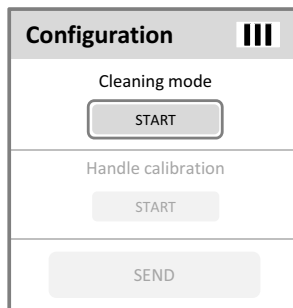 Configuration
Cleaning mode
START
Handle calibration
START
SEND